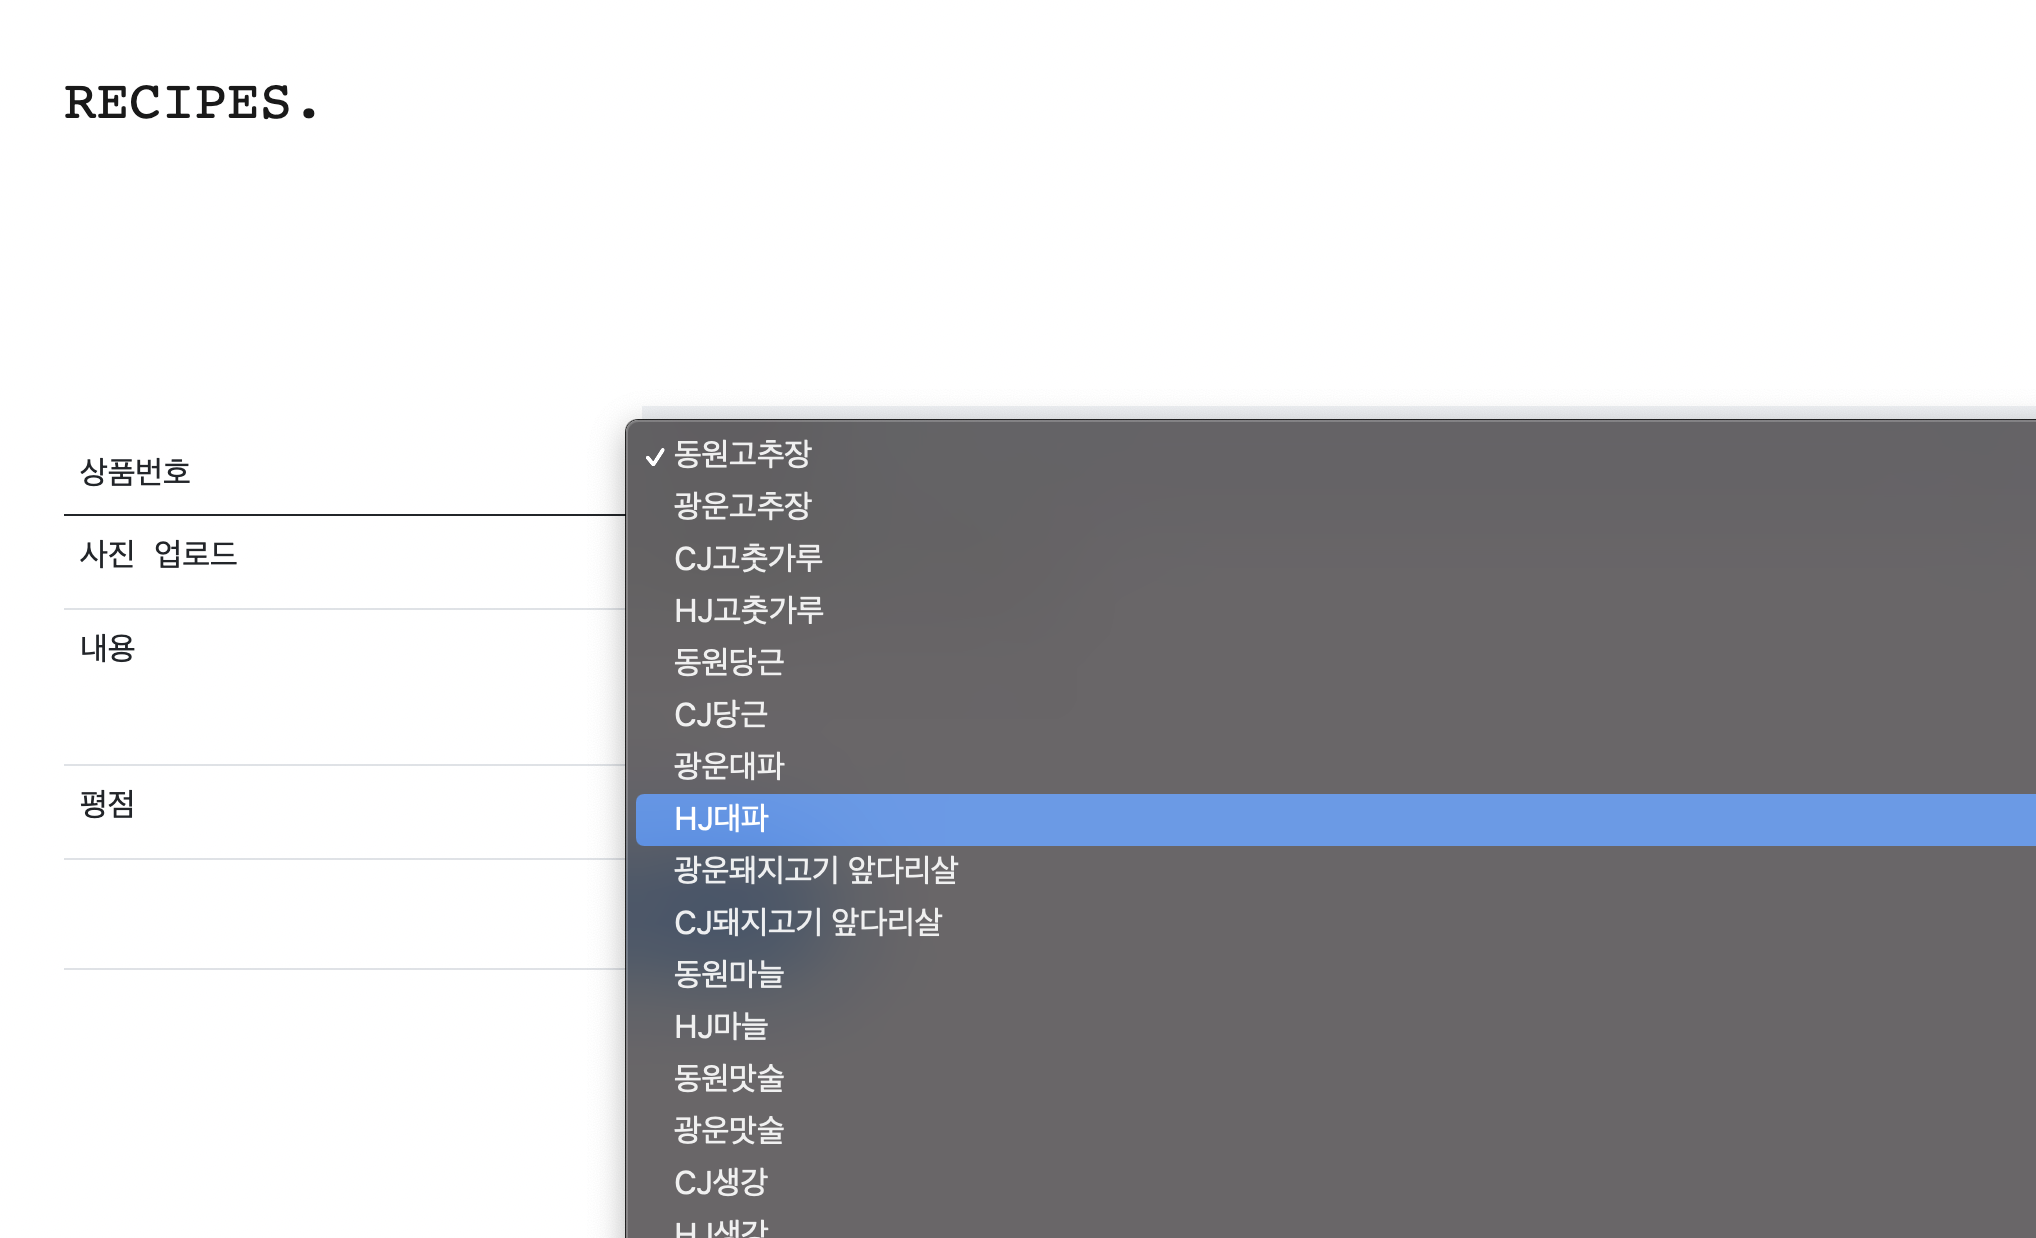 RECIPES.
상품번호
사진 업로드
내용
평점
✓ 동원고추장
광운고추장
CJ고춧가루
HJ고춧가루
동원당근
CJ당근
광운대파
HJ대파
광운돼지고기 앞다리살
CJ돼지고기 앞다리살
동원마늘
HJ마늘
동원맛술
광운맛술
CJ생강
HJ생강